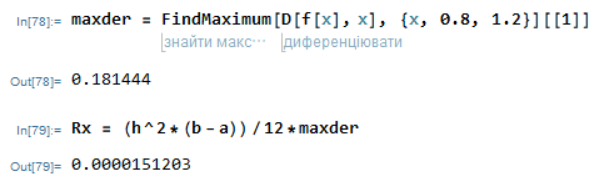 In[78]:= maxder = FindMaximum[D[f[x], x], {x, 0.8, 1.2}][[1]]
знайти макс⋯ диференціювати
Out[78]= 0.181444
In[79]:= Rx = (h^2*(b-a))/12*maxder
Out[79]= 0.0000151203